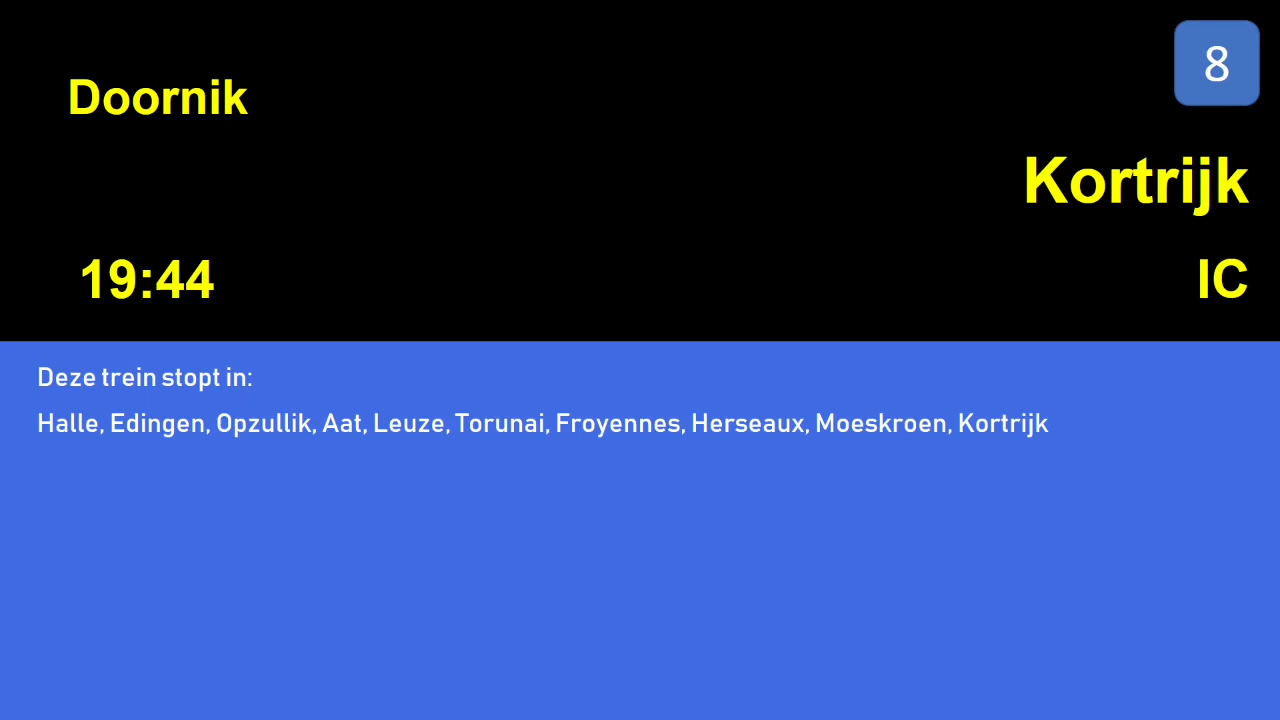 8
Doornik
Kortrijk
19:44
IC
Deze trein stopt in:
Halle, Edingen, Opzullik, Aat, Leuze, Torunai, Froyennes, Herseaux, Moeskroen, Kortrijk